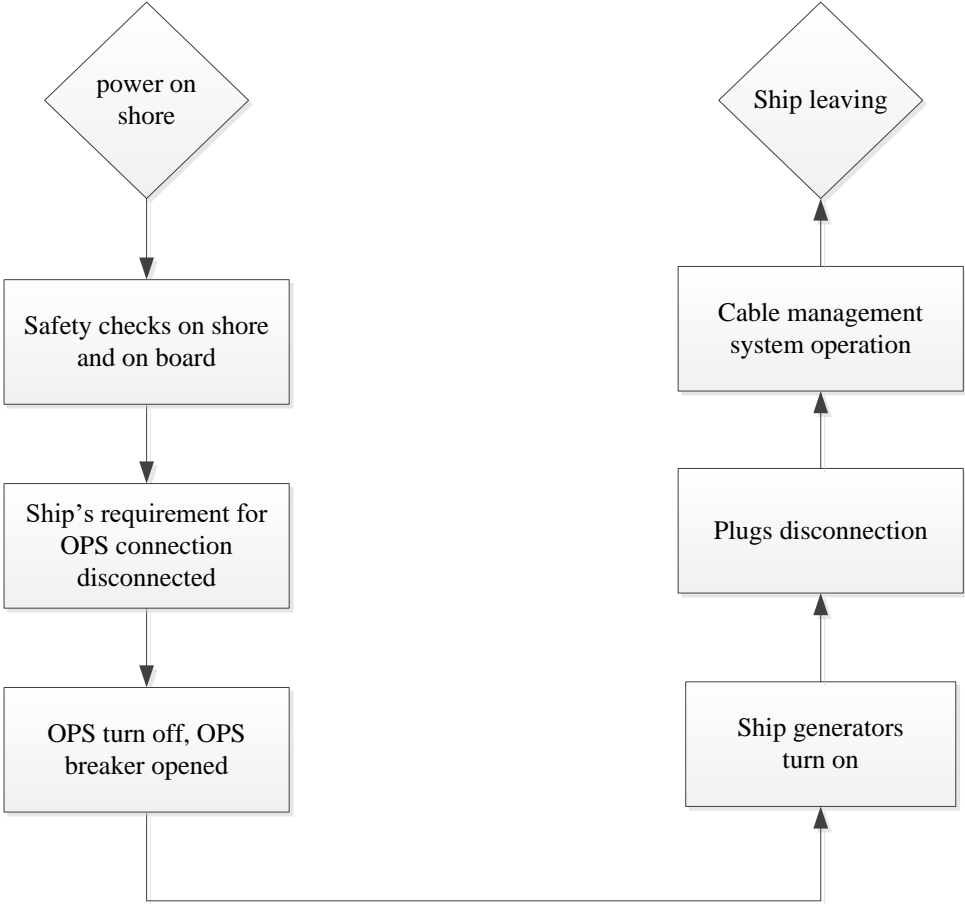 power on
shore
Safety checks on shore
and on board
Ship’s requirement for
OPS connection
disconnected
OPS turn off, OPS
breaker opened
Ship generators
turn on
Plugs disconnection
Cable management
system operation
Ship leaving